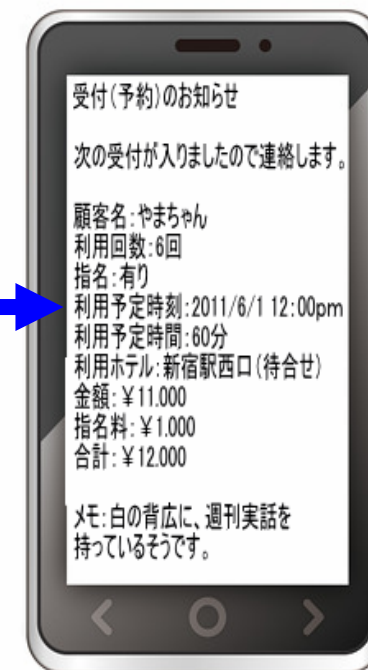 受付(予約)のお知らせ
次の受付が入りましたので連絡します。
顧客名:やまちゃん
利用回数:6回
指名:有り
利用予定時刻:2011/6/1 12:00pm
利用予定時間:60分
利用ホテル:新宿駅西口(待合せ)
金額:¥11.000
指名料:¥1.000
合計:¥12.000
メモ:白の背広に、週刊実話を
持っているそうです。